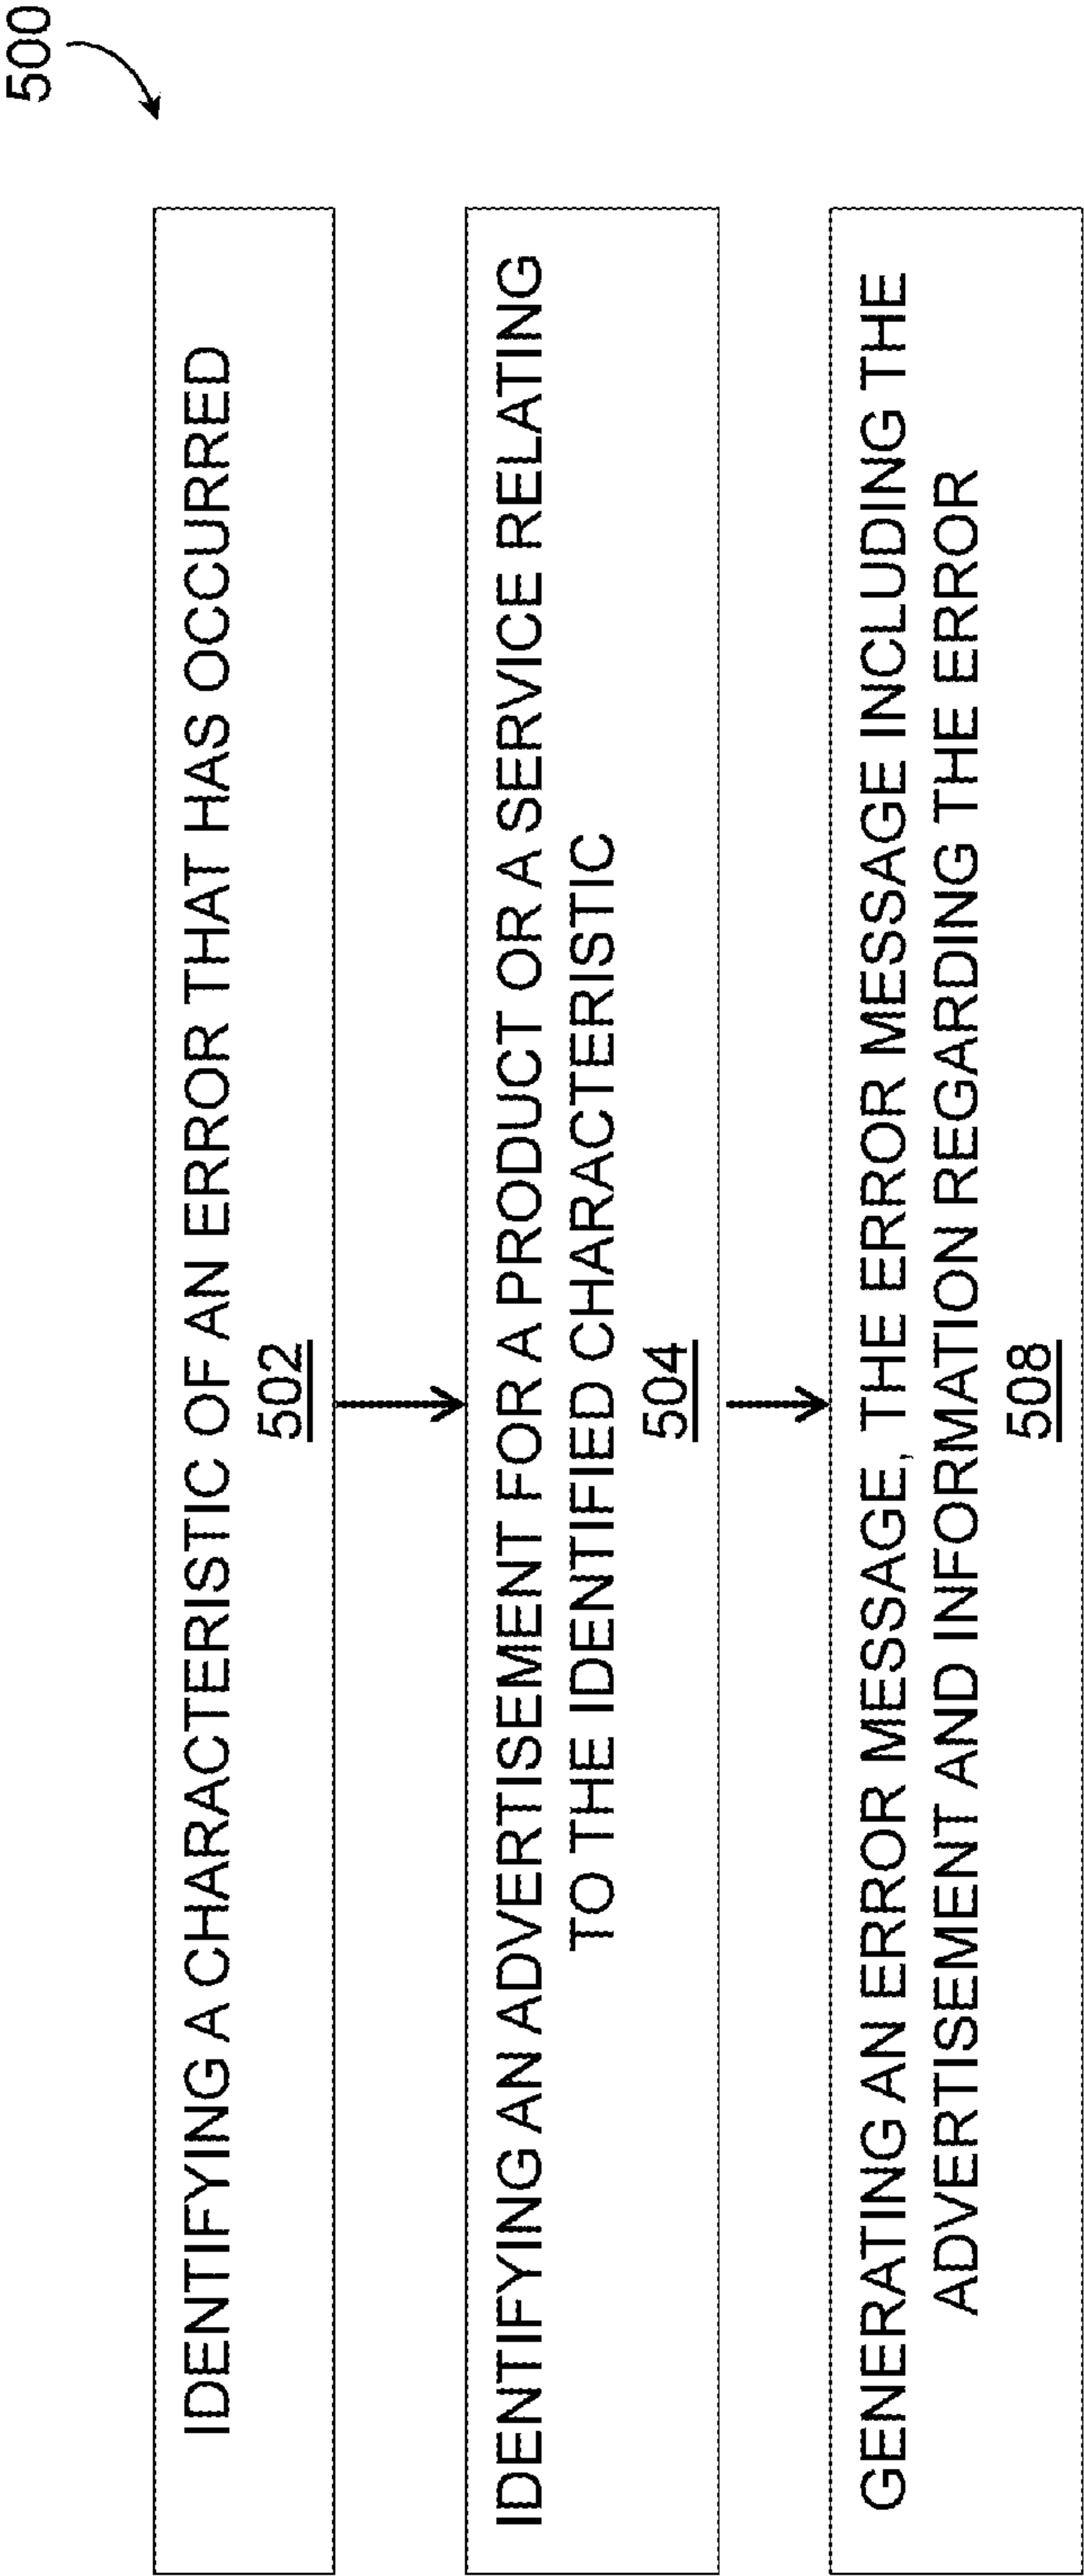 500
IDENTIFYING A CHARACTERISTIC OF AN ERROR THAT HAS OCCURRED
502
IDENTIFYING AN ADVERTISEMENT FOR A PRODUCT OR A SERVICE RELATING
TO THE IDENTIFIED CHARACTERISTIC
504
GENERATING AN ERROR MESSAGE, THE ERROR MESSAGE INCLUDING THE
ADVERTISEMENT AND INFORMATION REGARDING THE ERROR
508